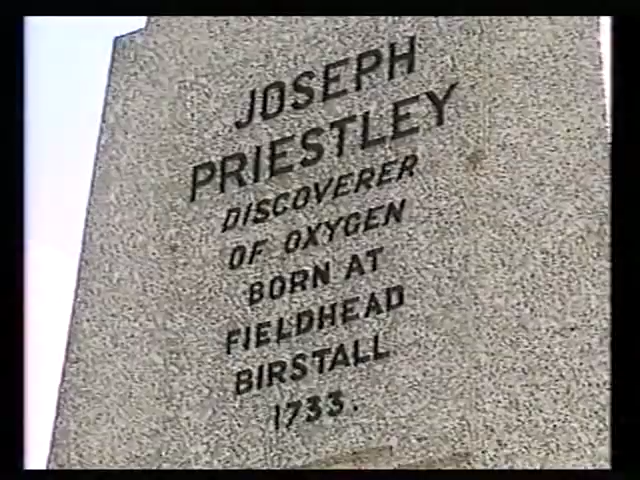 JOSEPH
PRIESTLEY
DISCOVERER
OF OXYGEN
BORN AT
FIELDHEAD
BIRSTALL
1733.